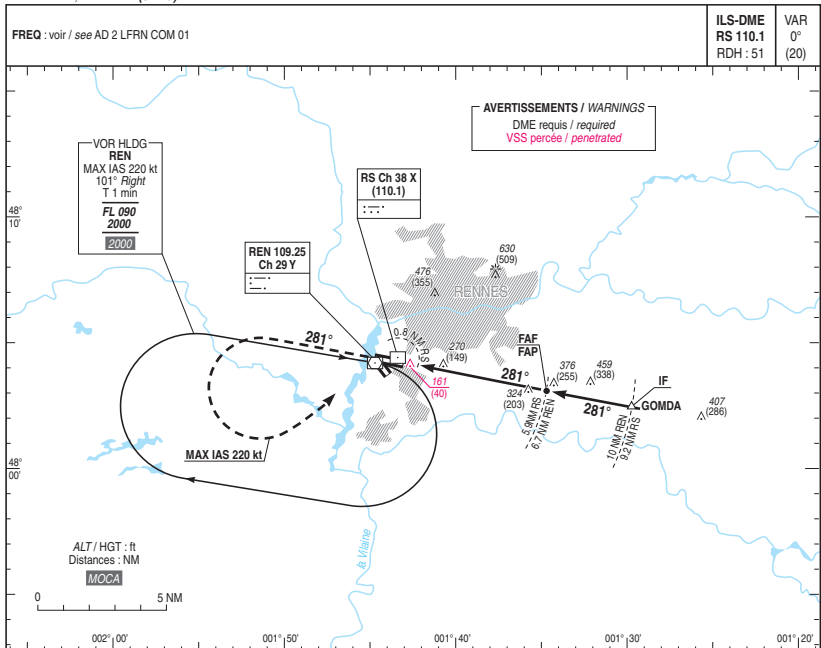 FREQ : voir / see AD 2 LFRN COM 01
ILS-DME
RS 110.1
RDH : 51
VAR
0°
(20)
AVERTISSEMENTS / WARNINGS
DME requis / required
VSS percée / penetrated
VOR HLDG
REN
MAX IAS 220 kt
101° Right
T 1 min
FL 090
2000
2000
RS Ch 38 X
(110.1)
REN 109.25
Ch 29 Y
48°
10'
630
(509)
476
(355)
RENNES
281°
0.8 NM RS
270
(149)
FAF
FAP
376
(255)
459
(338)
IF
GOMDA
407
(286)
281°
161
(40)
324
(203)
281°
5.9NM RS
6.7 NM REN
10 NM REN
9.2 NM RS
MAX IAS 220 kt
48°
00'
la Vilaine
ALT / HGT : ft
Distances : NM
MOCA
0
5 NM
002° 00'
001° 50'
001° 40'
001° 30'
001° 20'